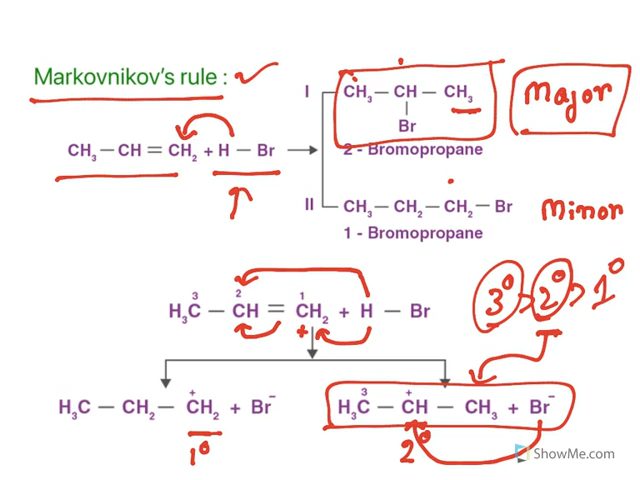 Markovnikov's rule :
I CH₃ – CH – CH₃
Br
2 - Bromopropane
Major
CH₃ – CH = CH₂ + H – Br
II CH₃ – CH₂ – CH₂ – Br
1 - Bromopropane
Minor
3° > 2° > 1°
3 2 1
H₃C – CH = CH₂ + H – Br
+
+
H₃C – CH₂ – CH₂ + Br⁻
1°
3 +
H₃C – CH – CH₃ + Br⁻
2°
ShowMe.com